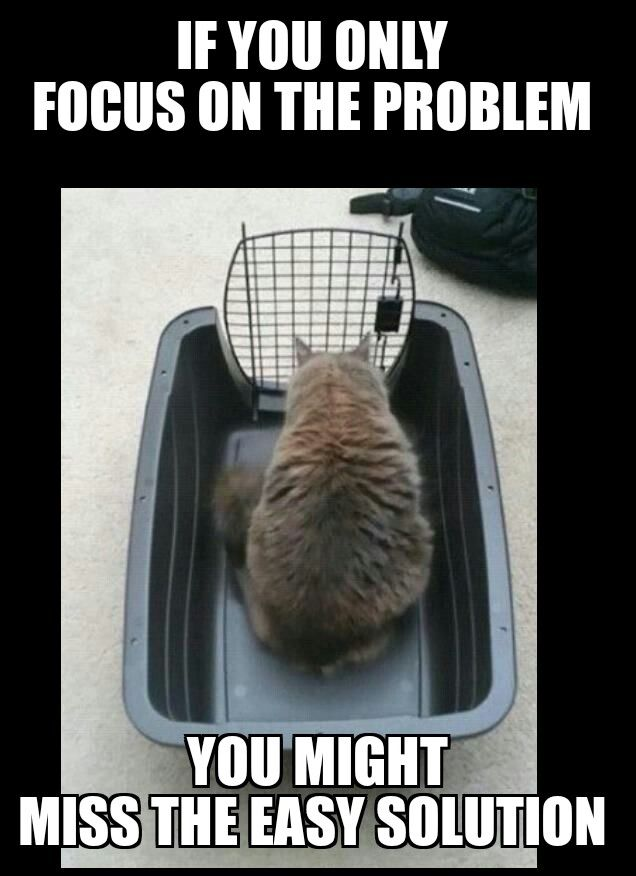 IF YOU ONLY
FOCUS ON THE PROBLEM
YOU MIGHT
MISS THE EASY SOLUTION